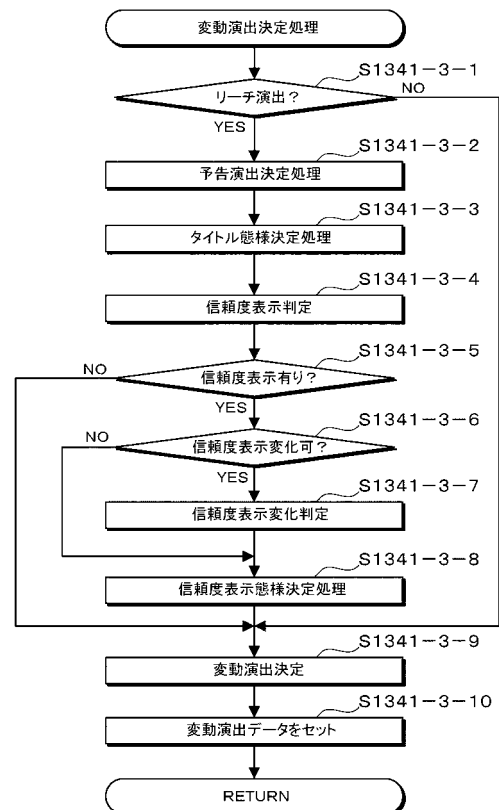 変動演出決定処理
S1341-3-1
リーチ演出?
NO
YES
S1341-3-2
予告演出決定処理
S1341-3-3
タイトル態様決定処理
S1341-3-4
信頼度表示判定
S1341-3-5
NO
信頼度表示有り?
YES
S1341-3-6
NO
信頼度表示変化可?
YES
S1341-3-7
信頼度表示変化判定
S1341-3-8
信頼度表示態様決定処理
S1341-3-9
変動演出決定
S1341-3-10
変動演出データをセット
RETURN